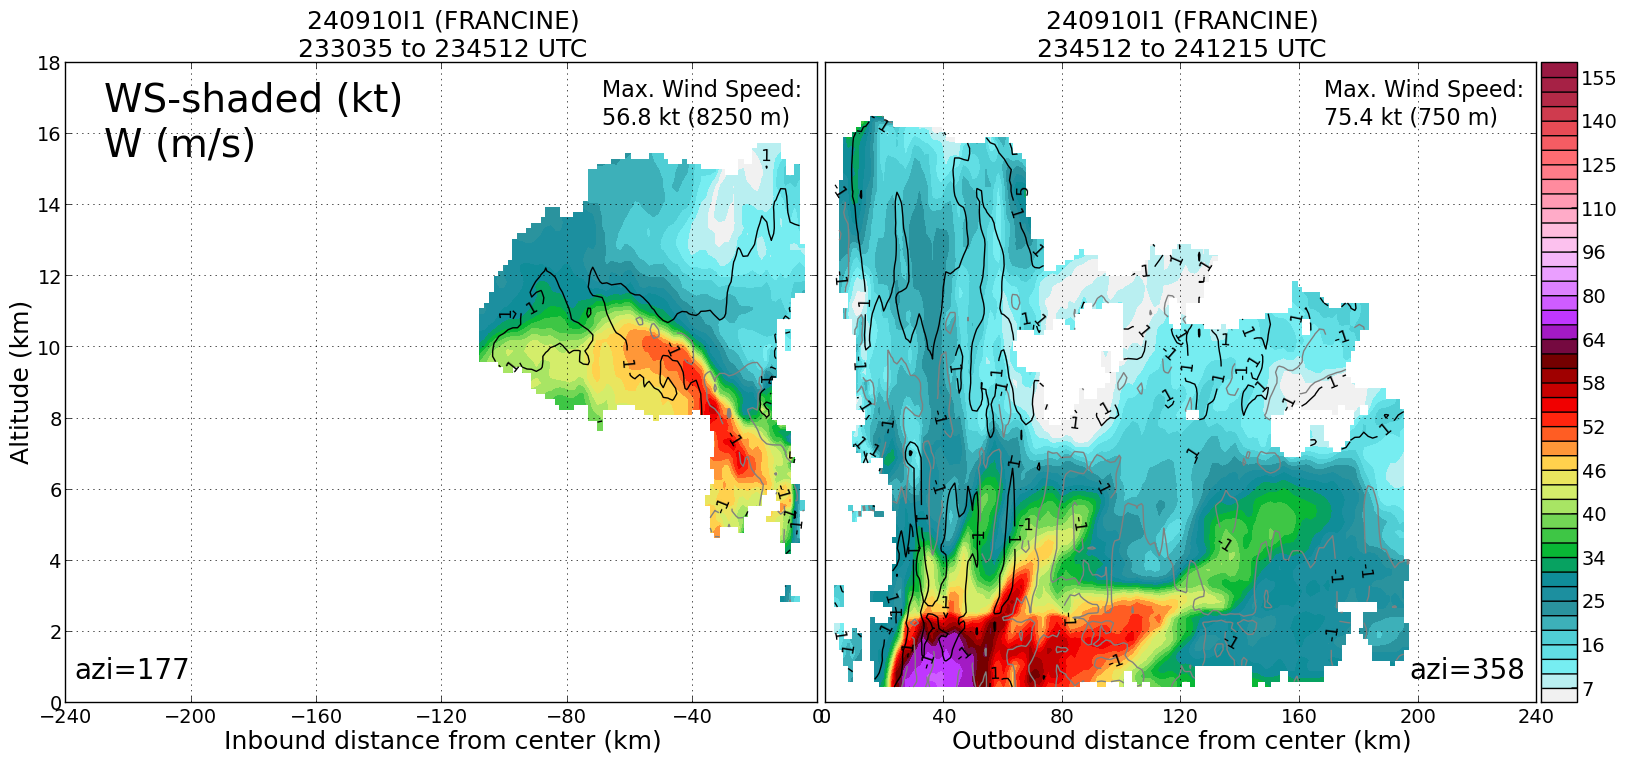 240910I1 (FRANCINE)
233035 to 234512 UTC
240910I1 (FRANCINE)
234512 to 241215 UTC
WS-shaded (kt)
W (m/s)
Max. Wind Speed:
56.8 kt (8250 m)
Max. Wind Speed:
75.4 kt (750 m)
18
16
14
12
10
8
6
4
2
0
Altitude (km)
azi=177
azi=358
−240
−200
−160
−120
−80
−40
0
0
40
80
120
160
200
240
Inbound distance from center (km)
Outbound distance from center (km)
155
140
125
110
96
80
64
58
52
46
40
34
25
16
7